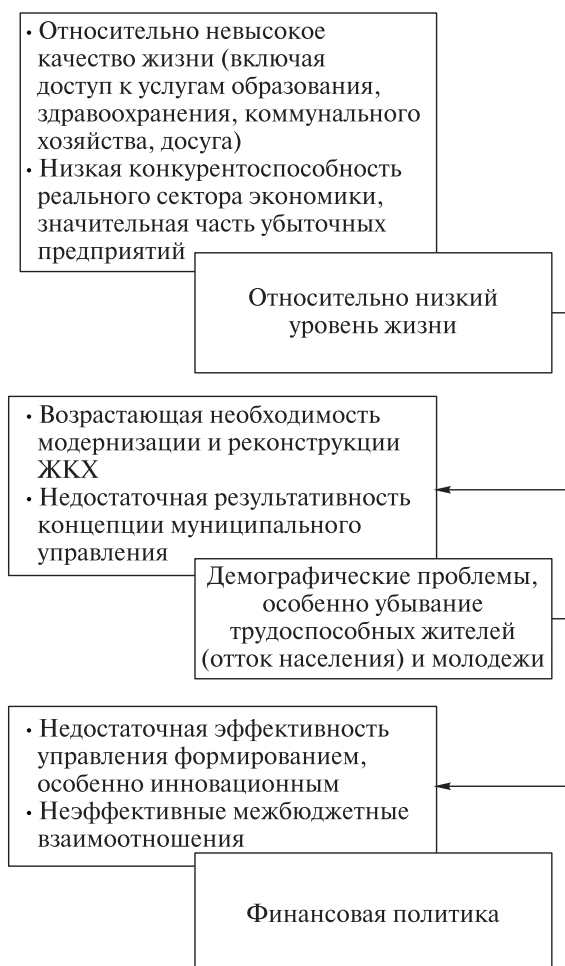 · Относительно невысокое
качество жизни (включая
доступ к услугам образования,
здравоохранения, коммунального
хозяйства, досуга)
· Низкая конкурентоспособность
реального сектора экономики,
значительная часть убыточных
предприятий
Относительно низкий
уровень жизни
· Возрастающая необходимость
модернизации и реконструкции
ЖКХ
· Недостаточная результативность
концепции муниципального
управления
Демографические проблемы,
особенно убывание
трудоспособных жителей
(отток населения) и молодежи
· Недостаточная эффективность
управления формированием,
особенно инновационным
· Неэффективные межбюджетные
взаимоотношения
Финансовая политика